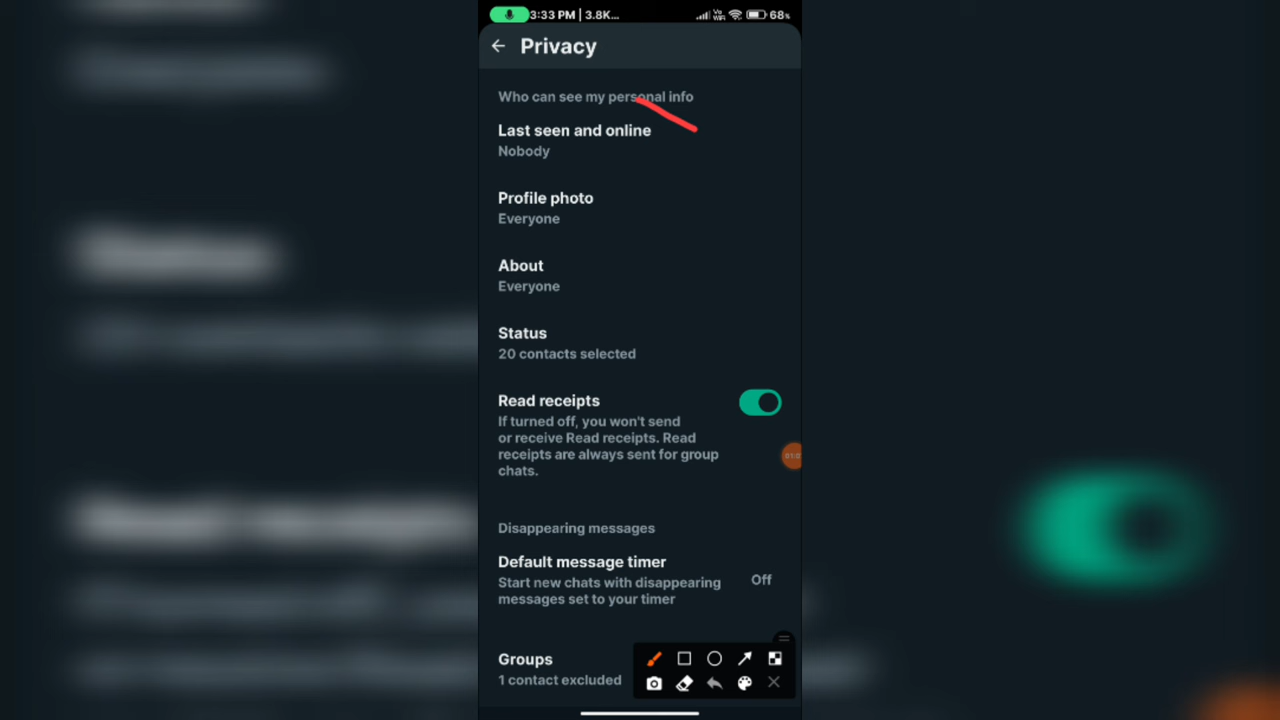 3:33 PM | 3.8K...
Vo
WiFi
68%
Privacy
Who can see my personal info
Last seen and online
Nobody
Profile photo
Everyone
About
Everyone
Status
20 contacts selected
Read receipts
If turned off, you won't send
or receive Read receipts. Read
receipts are always sent for group
chats.
Disappearing messages
Default message timer
Start new chats with disappearing
messages set to your timer
Off
Groups
1 contact excluded